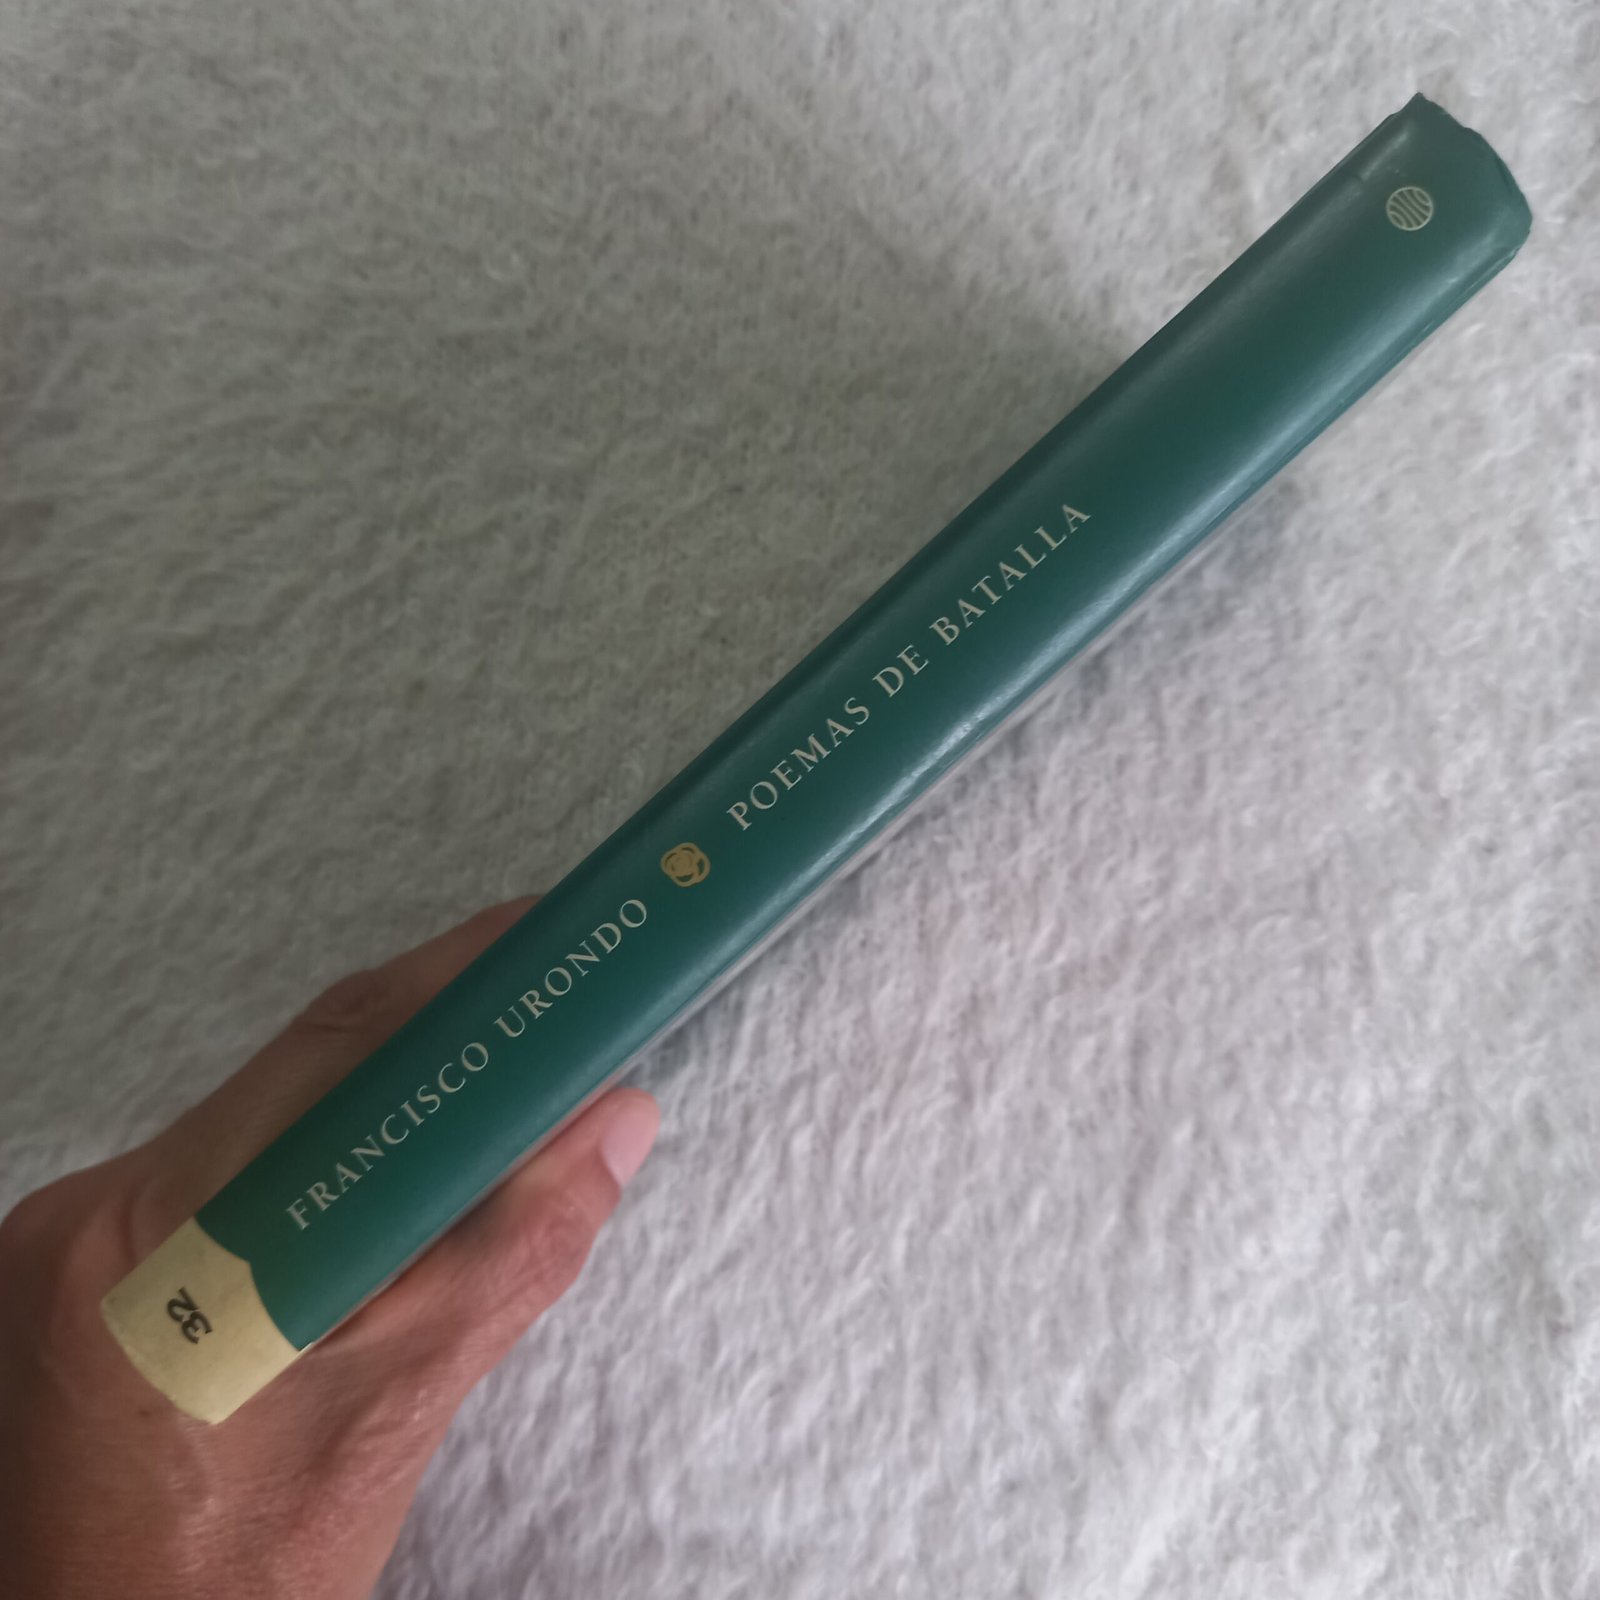 FRANCISCO URONDO POEMAS DE BATALLA
32